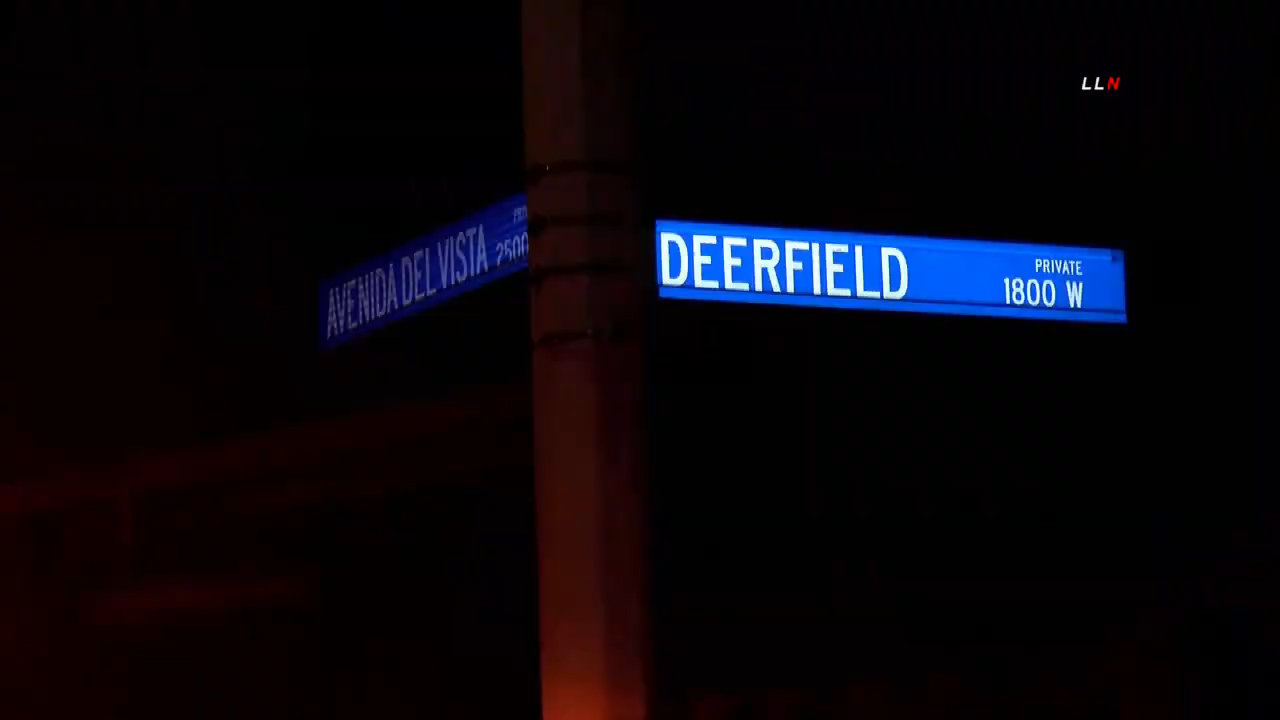 LLN
AVENIDA DEL VISTA 2500
DEERFIELD
PRIVATE
1800 W